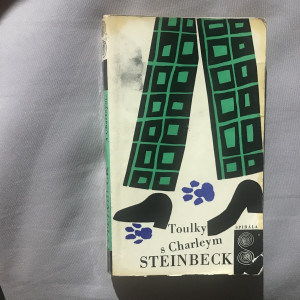 Toulky
s Charleym
STEINBECK
SPIRÁLA